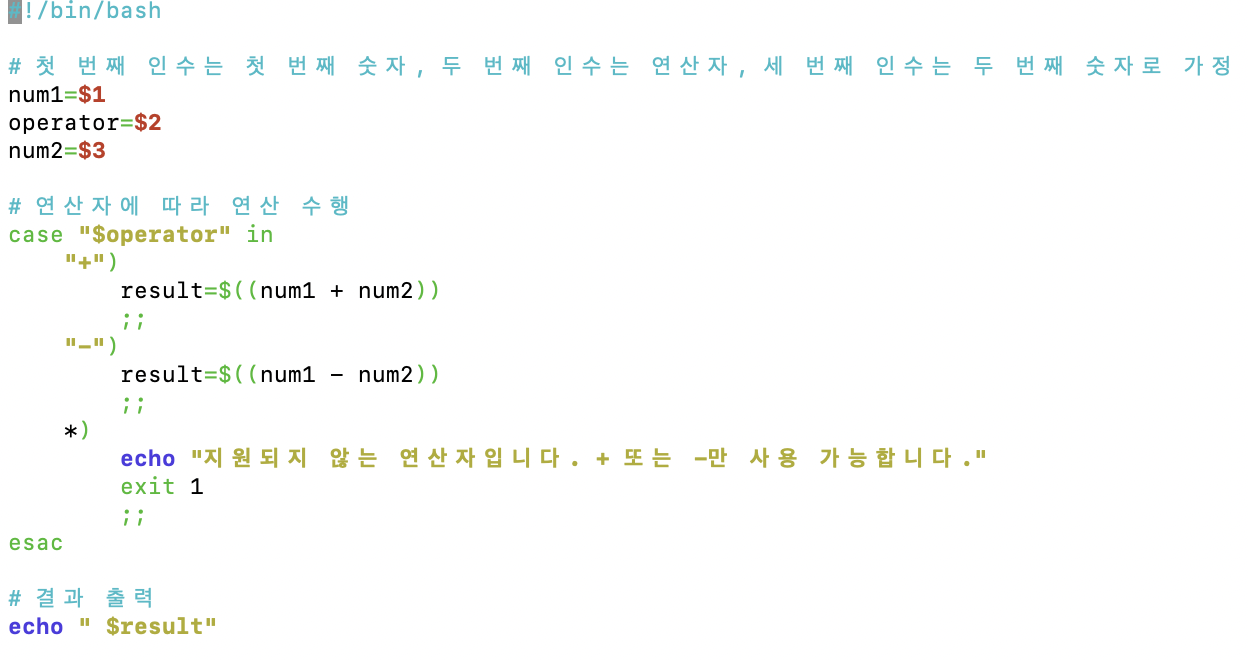 #!/bin/bash
# 첫 번째 인수는 첫 번째 숫자, 두 번째 인수는 연산자, 세 번째 인수는 두 번째 숫자로 가정
num1=$1
operator=$2
num2=$3
# 연산자에 따라 연산 수행
case "$operator" in
    "+")
        result=$((num1 + num2))
        ;;
    "-")
        result=$((num1 - num2))
        ;;
    *)
        echo "지원되지 않는 연산자입니다. + 또는 -만 사용 가능합니다."
        exit 1
        ;;
esac
# 결과 출력
echo " $result"